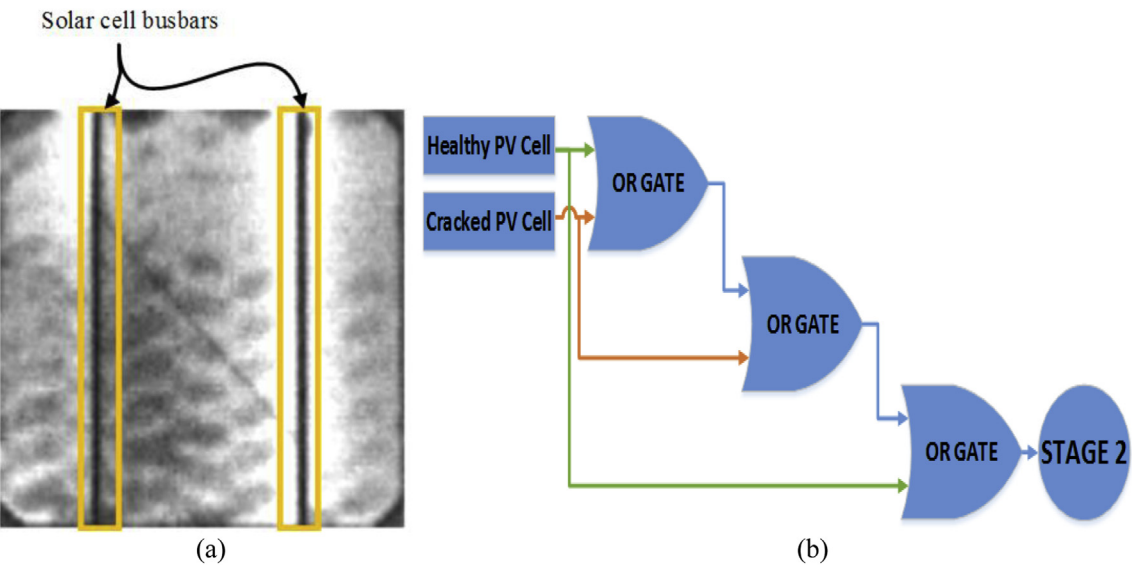 Solar cell busbars
Healthy PV Cell
Cracked PV Cell
OR GATE
OR GATE
OR GATE
STAGE 2
(a)
(b)